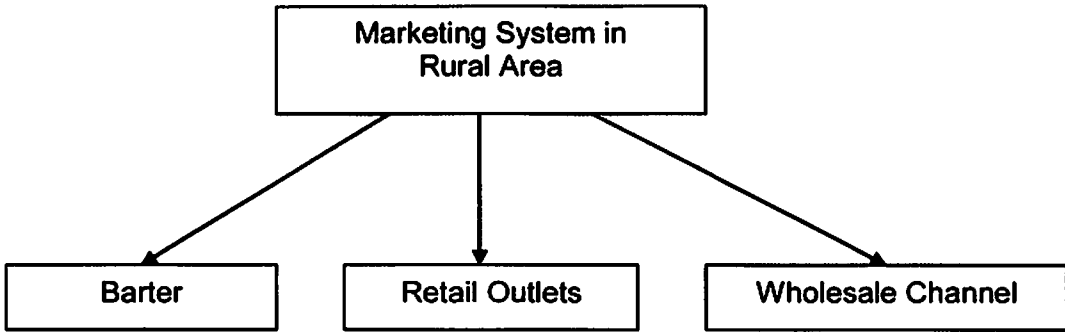 Marketing System in
Rural Area
Barter
Retail Outlets
Wholesale Channel